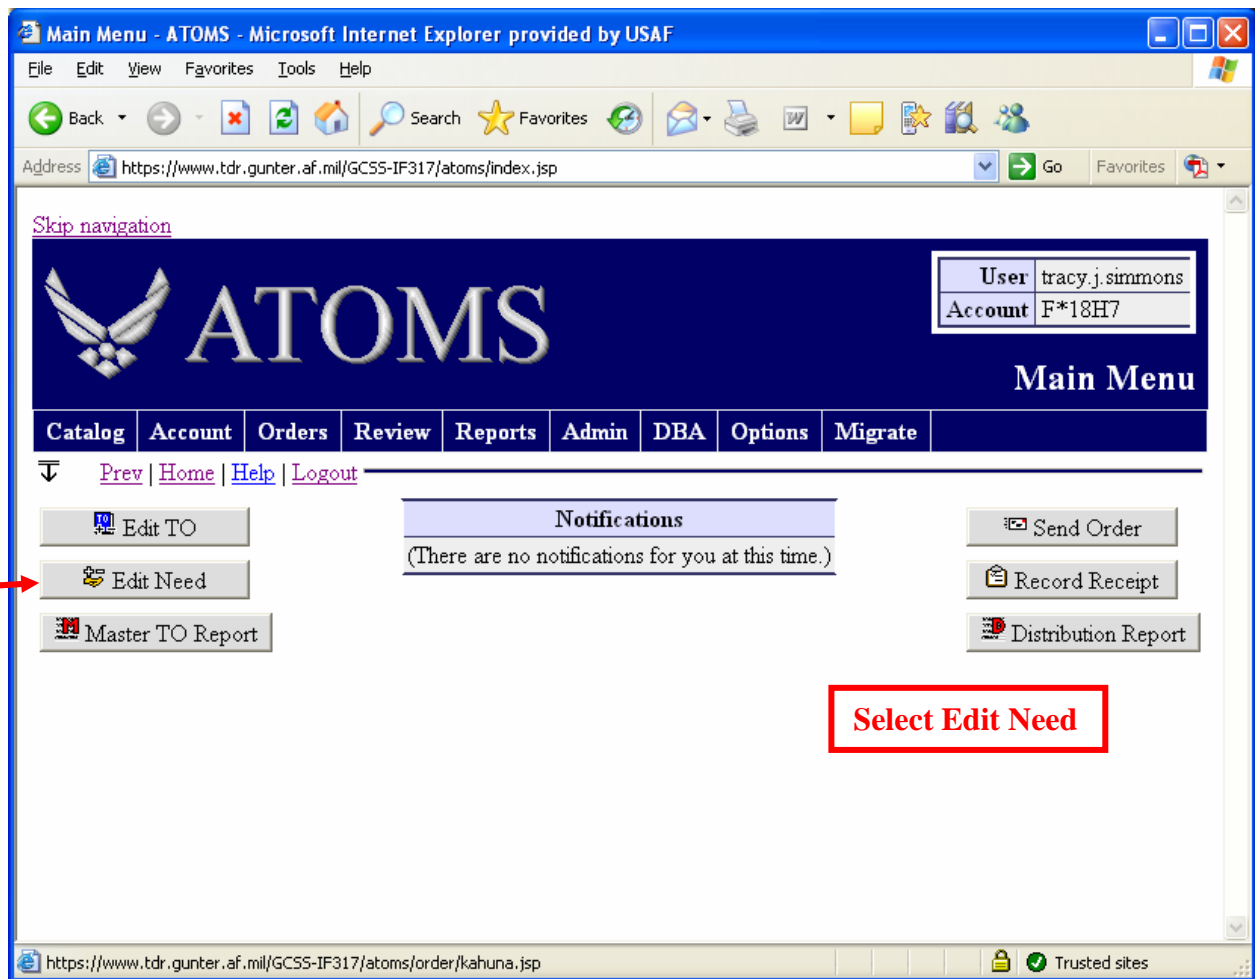 Main Menu - ATOMS - Microsoft Internet Explorer provided by USAF
File Edit View Favorites Tools Help
Back Search Favorites
Address https://www.tdr.gunter.af.mil/GCSS-IF317/atoms/index.jsp Go Favorites
Skip navigation
ATOMS
User tracy.j.simmons
Account F*18H7
Main Menu
Catalog Account Orders Review Reports Admin DBA Options Migrate
Prev | Home | Help | Logout
Edit TO
Notifications
Send Order
(There are no notifications for you at this time.)
Edit Need
Record Receipt
Master TO Report
Distribution Report
Select Edit Need
https://www.tdr.gunter.af.mil/GCSS-IF317/atoms/order/kahuna.jsp Trusted sites